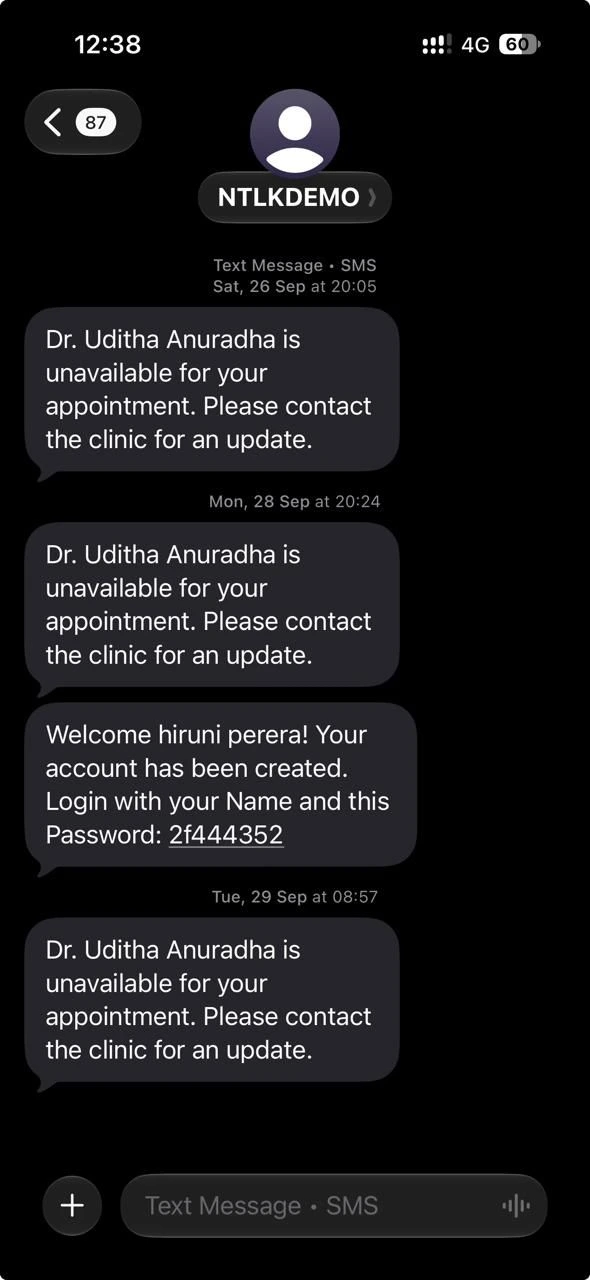 12:38
4G 60
87
NTLKDEMO
Text Message • SMS
Sat, 26 Sep at 20:05
Dr. Uditha Anuradha is
unavailable for your
appointment. Please contact
the clinic for an update.
Mon, 28 Sep at 20:24
Dr. Uditha Anuradha is
unavailable for your
appointment. Please contact
the clinic for an update.
Welcome hiruni perera! Your
account has been created.
Login with your Name and this
Password: 2f444352
Tue, 29 Sep at 08:57
Dr. Uditha Anuradha is
unavailable for your
appointment. Please contact
the clinic for an update.
Text Message • SMS